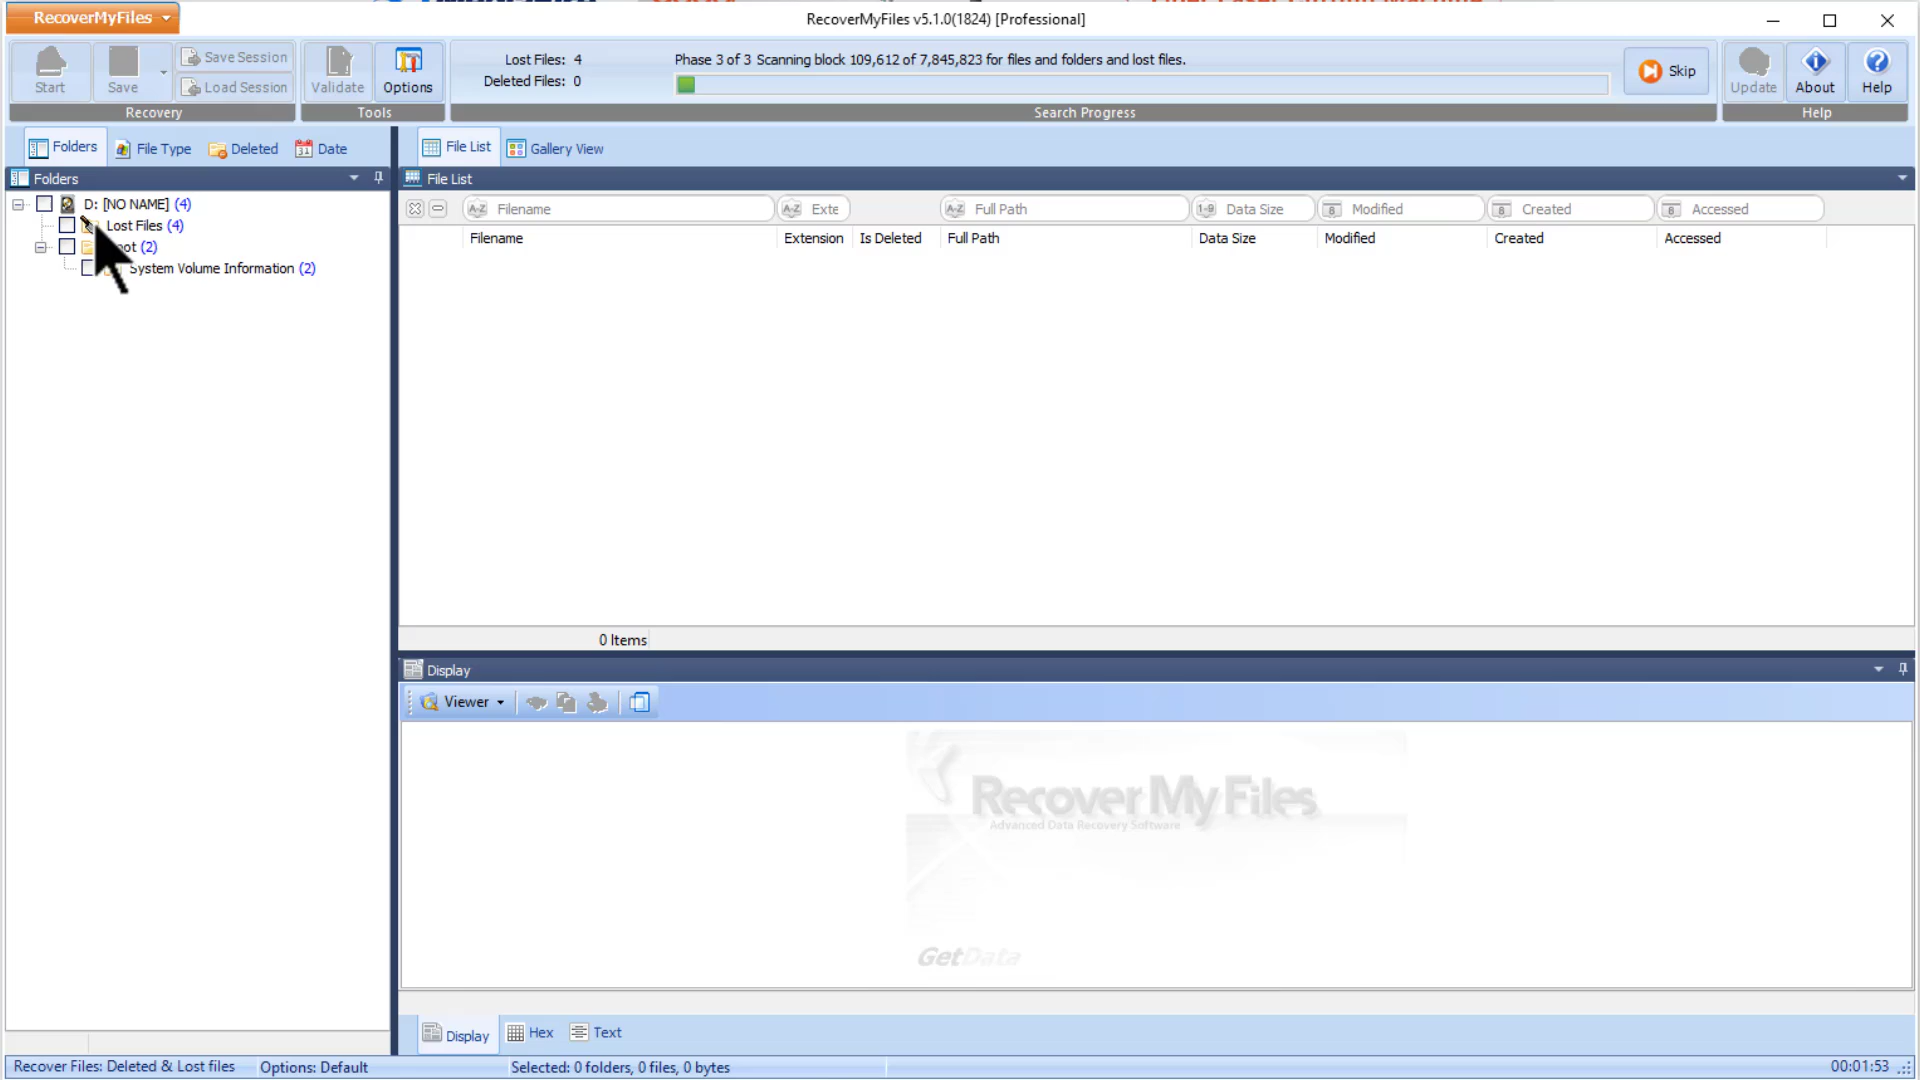 RecoverMyFiles
RecoverMyFiles v5.1.0(1824) [Professional]
Start
Save
Save Session
Load Session
Recovery
Validate
Options
Tools
Lost Files: 4
Deleted Files: 0
Phase 3 of 3 Scanning block 109,612 of 7,845,823 for files and folders and lost files.
Skip
Search Progress
Update
About
Help
Help
Folders
File Type
Deleted
Date
File List
Gallery View
Folders
File List
D: [NO NAME] (4)
Lost Files (4)
(2)
System Volume Information (2)
Filename
Exte
Full Path
Data Size
Modified
Created
Accessed
Filename
Extension
Is Deleted
Full Path
Data Size
Modified
Created
Accessed
0 Items
Display
Viewer
Recover My Files
Advanced Data Recovery Software
GetData
Display
Hex
Text
Recover Files: Deleted & Lost files
Options: Default
Selected: 0 folders, 0 files, 0 bytes
00:01:53